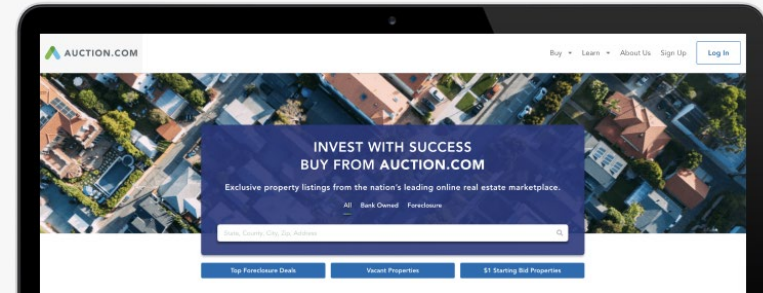 AUCTION.COM
Buy Learn About Us Sign Up Log In
INVEST WITH SUCCESS
BUY FROM AUCTION.COM
Exclusive property listings from the nation's leading online real estate marketplace.
All Bank Owned Foreclosure
State, County, City, Zip, Address
Top Foreclosure Deals Vacant Properties $1 Starting Bid Properties